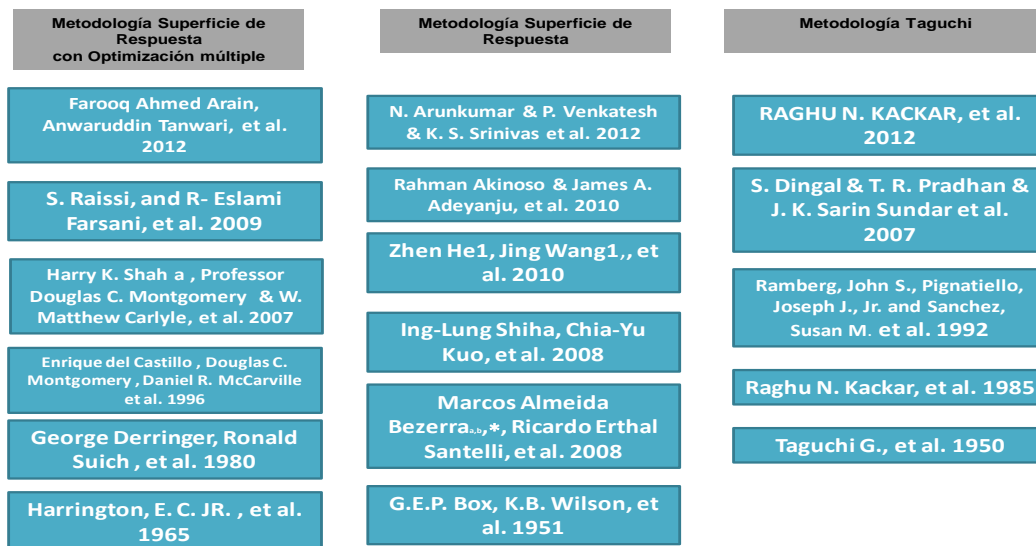 Metodología Superficie de
Respuesta
con Optimización múltiple
Farooq Ahmed Arain,
Anwaruddin Tanwari, et al.
2012
S. Raissi, and R- Eslami
Farsani, et al. 2009
Harry K. Shah a , Professor
Douglas C. Montgomery & W.
Matthew Carlyle, et al. 2007
Enrique del Castillo , Douglas C.
Montgomery , Daniel R. McCarville
et al. 1996
George Derringer, Ronald
Suich , et al. 1980
Harrington, E. C. JR. , et al.
1965
Metodología Superficie de
Respuesta
N. Arunkumar & P. Venkatesh
& K. S. Srinivas et al. 2012
Rahman Akinoso & James A.
Adeyanju, et al. 2010
Zhen He1, Jing Wang1,, et
al. 2010
Ing-Lung Shiha, Chia-Yu
Kuo, et al. 2008
Marcos Almeida
Bezerraa,b,*, Ricardo Erthal
Santelli, et al. 2008
G.E.P. Box, K.B. Wilson, et
al. 1951
Metodología Taguchi
RAGHU N. KACKAR, et al.
2012
S. Dingal & T. R. Pradhan &
J. K. Sarin Sundar et al.
2007
Ramberg, John S., Pignatiello,
Joseph J., Jr. and Sanchez,
Susan M. et al. 1992
Raghu N. Kackar, et al. 1985
Taguchi G., et al. 1950